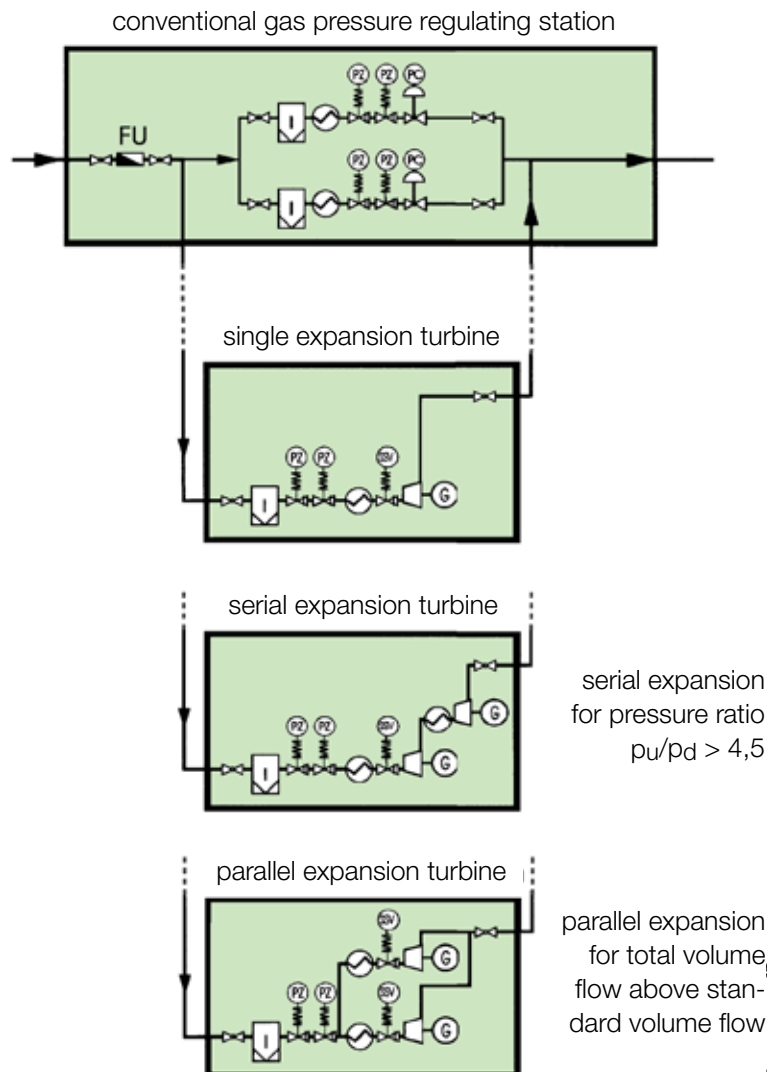 conventional gas pressure regulating station
PZ PZ PC
FU
I
PZ PZ PC
I
single expansion turbine
PZ PZ SSV
I G
serial expansion turbine
serial expansion
for pressure ratio
pu/pd > 4,5
G
PZ PZ SSV
I G
parallel expansion turbine
parallel expansion
for total volume
flow above stan-
dard volume flow
SSV
G
PZ PZ SSV
I G